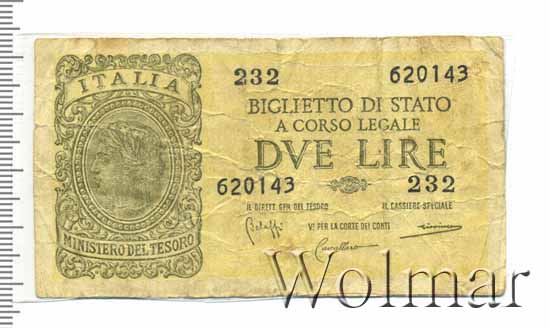 ITALIA
MINISTERO DEL TESORO
232 620143
BIGLIETTO DI STATO
A CORSO LEGALE
DVE LIRE
620143 232
IL DIRETT. GEN. DEL TESORO IL CASSIERE SPECIALE
V° PER LA CORTE DEI CONTI
Cavallaro
Wolmar